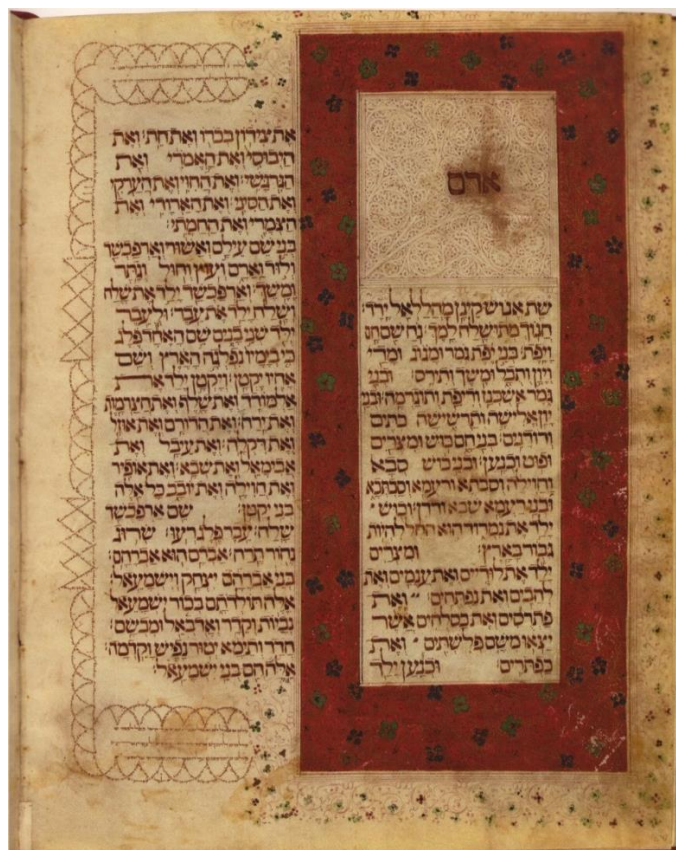 אדם
שת אנוש קינן מהללאל ירד׃
חנוך מתושלח למך׃ נח שם חם
ויפת׃ בני יפת גמר ומגוג ומדי
ויון ותבל ומשך ותירס׃ ובני
גמר אשכנז ודיפת ותוגרמה׃ ובני
יון אלישה ותרשישה כתים
ורודנים׃ בני חם כוש ומצרים
ופוט וכנען׃ ובני כוש סבא
וחוילה וסבתא ורעמא וסבתכא
ובני רעמא שבא ודדן׃ וכוש
ילד את נמרוד הוא החל להיות
גבור בארץ׃ ומצרים
ילד את לודיים ואת ענמים ואת
להבים ואת נפתחים׃ ואת
פתרסים ואת כסלחים אשר
יצאו משם פלשתים ואת
כפתרים׃ וכנען ילד
את צידון בכרו ואת חת׃ ואת
היבוסי ואת האמרי ואת
הגרגשי׃ ואת החוי ואת הערקי
ואת הסיני׃ ואת הארודי ואת
הצמרי ואת החמתי׃
בני שם עילם ואשור וארפכשד
ולוד וארם ועוץ וחול וגתר
ומשך׃ וארפכשד ילד את שלח
ושלח ילד את עבר׃ ולעבר
ילד שני בנים שם האחד פלג
כי בימיו נפלגה הארץ ושם
אחיו יקטן׃ ויקטן ילד את
אלמודד ואת שלף ואת חצרמות
ואת ירח׃ ואת הדורם ואת אוזל
ואת דקלה׃ ואת עיבל ואת
אבימאל ואת שבא׃ ואת אופיר
ואת חוילה ואת יובב כל אלה
בני יקטן׃ שם ארפכשד
שלח׃ עבר פלג רעו׃ שרוג
נחור תרח׃ אברם הוא אברהם׃
בני אברהם יצחק וישמעאל׃
אלה תולדתם בכור ישמעאל
נביות וקדר ואדבאל ומבשם׃
חדד ותימא׃ יטור נפיש וקדמה
אלה הם בני ישמעאל׃